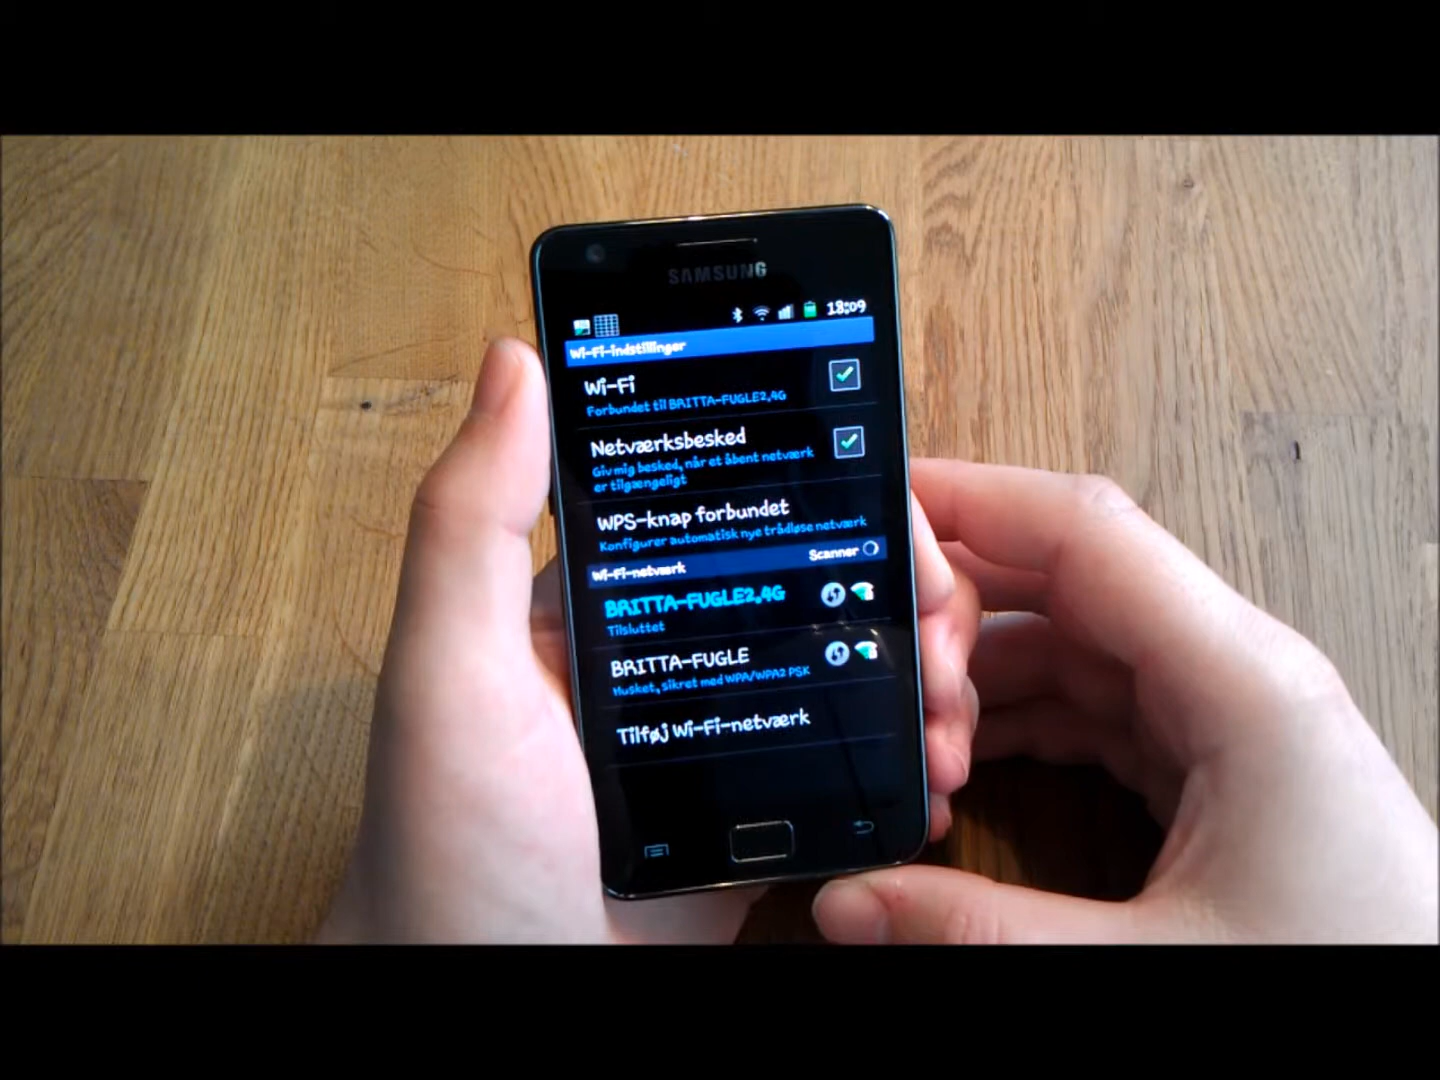 SAMSUNG
18:09
Wi-Fi-indstillinger
Wi-Fi
Forbundet til BRITTA-FUGLE2,4G
Netværksbesked
Giv mig besked, når et åbent netværk
er tilgængeligt
WPS-knap forbundet
Konfigurer automatisk nye trådløse netværk
Wi-Fi-netværk Scanner
BRITTA-FUGLE2,4G
Tilsluttet
BRITTA-FUGLE
Husket, sikret med WPA/WPA2 PSK
Tilføj Wi-Fi-netværk